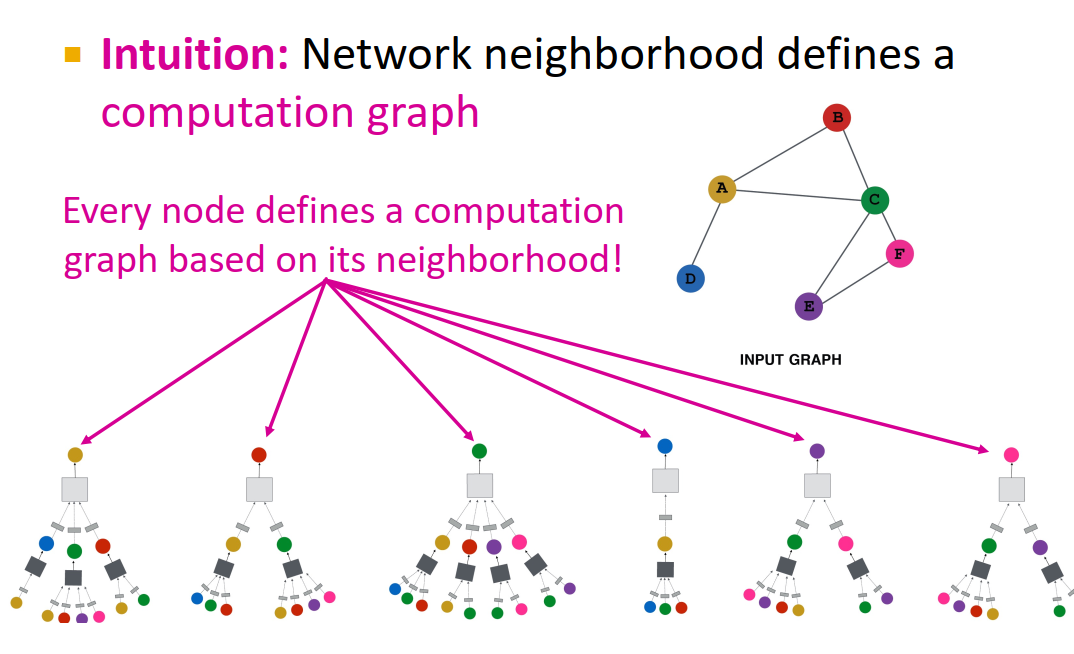 Intuition: Network neighborhood defines a
computation graph
Every node defines a computation
graph based on its neighborhood!
B
A
C
F
D
E
INPUT GRAPH